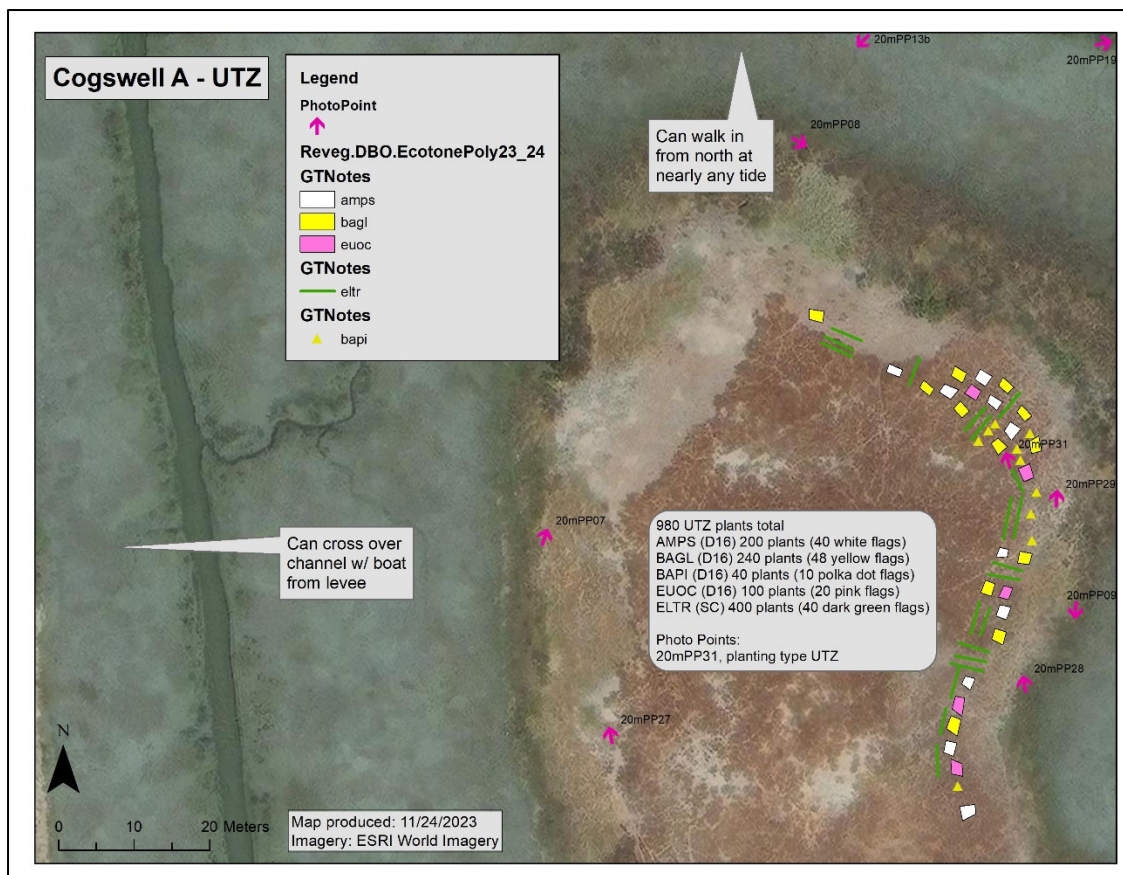 Cogswell A - UTZ
Legend
PhotoPoint
Reveg.DBO.EcotonePoly23_24
GTNotes
amps
bagl
euoc
GTNotes
eltr
GTNotes
bapi
20mPP13b
20mPP19
Can walk in
from north at
nearly any tide
20mPP08
20mPP31
20mPP29
20mPP07
Can cross over
channel w/ boat
from levee
980 UTZ plants total
AMPS (D16) 200 plants (40 white flags)
BAGL (D16) 240 plants (48 yellow flags)
BAPI (D16) 40 plants (10 polka dot flags)
EUOC (D16) 100 plants (20 pink flags)
ELTR (SC) 400 plants (40 dark green flags)
Photo Points:
20mPP31, planting type UTZ
20mPP09
20mPP28
20mPP27
N
0 10 20 Meters
Map produced: 11/24/2023
Imagery: ESRI World Imagery